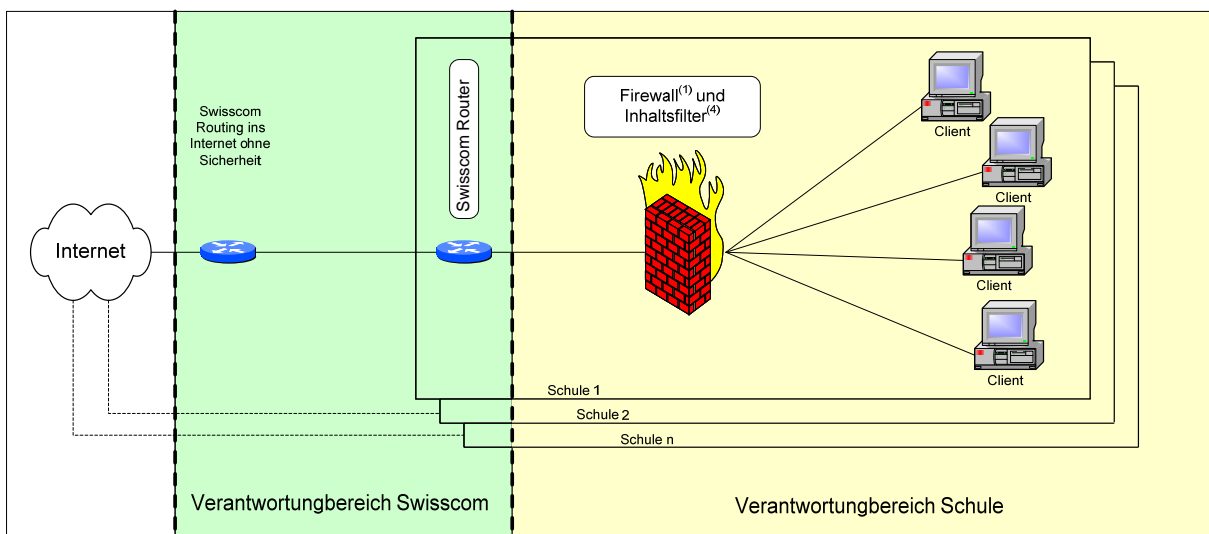 Swisscom
Routing ins
Internet ohne
Sicherheit
Swisscom Router
Firewall(1) und
Inhaltsfilter(4)
Client
Client
Client
Client
Internet
Schule 1
Schule 2
Schule n
Verantwortungbereich Swisscom
Verantwortungbereich Schule